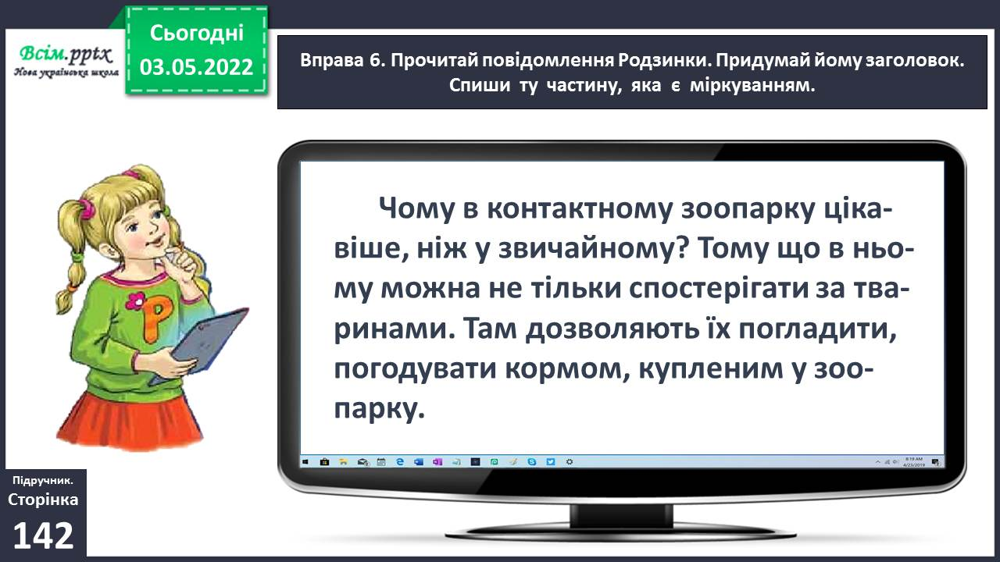 Всім.pptx
Нова українська школа
Сьогодні
03.05.2022
Вправа 6. Прочитай повідомлення Родзинки. Придумай йому заголовок.
Спиши ту частину, яка є міркуванням.
Чому в контактному зоопарку ціка-
віше, ніж у звичайному? Тому що в ньо-
му можна не тільки спостерігати за тва-
ринами. Там дозволяють їх погладити,
погодувати кормом, купленим у зоо-
парку.
Р
8:19 AM
4/23/2019
Підручник.
Сторінка
142